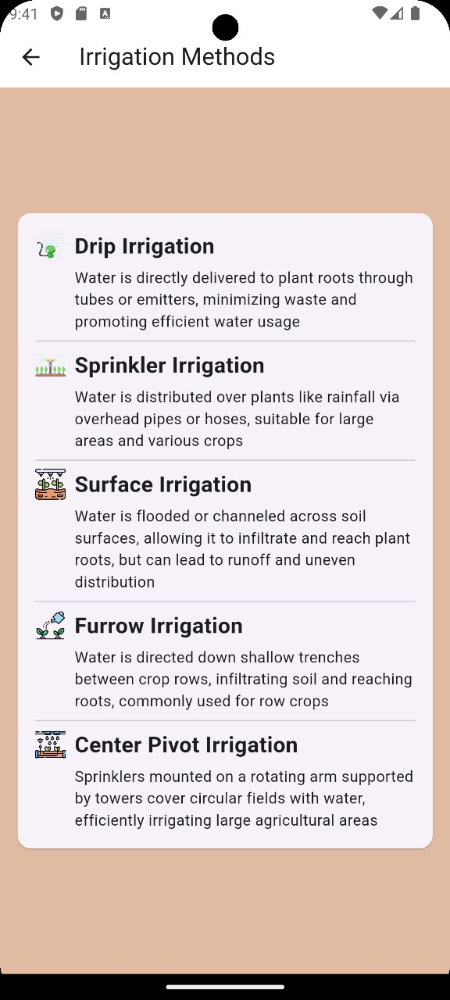 9:41
Irrigation Methods
Drip Irrigation
Water is directly delivered to plant roots through
tubes or emitters, minimizing waste and
promoting efficient water usage
Sprinkler Irrigation
Water is distributed over plants like rainfall via
overhead pipes or hoses, suitable for large
areas and various crops
Surface Irrigation
Water is flooded or channeled across soil
surfaces, allowing it to infiltrate and reach plant
roots, but can lead to runoff and uneven
distribution
Furrow Irrigation
Water is directed down shallow trenches
between crop rows, infiltrating soil and reaching
roots, commonly used for row crops
Center Pivot Irrigation
Sprinklers mounted on a rotating arm supported
by towers cover circular fields with water,
efficiently irrigating large agricultural areas